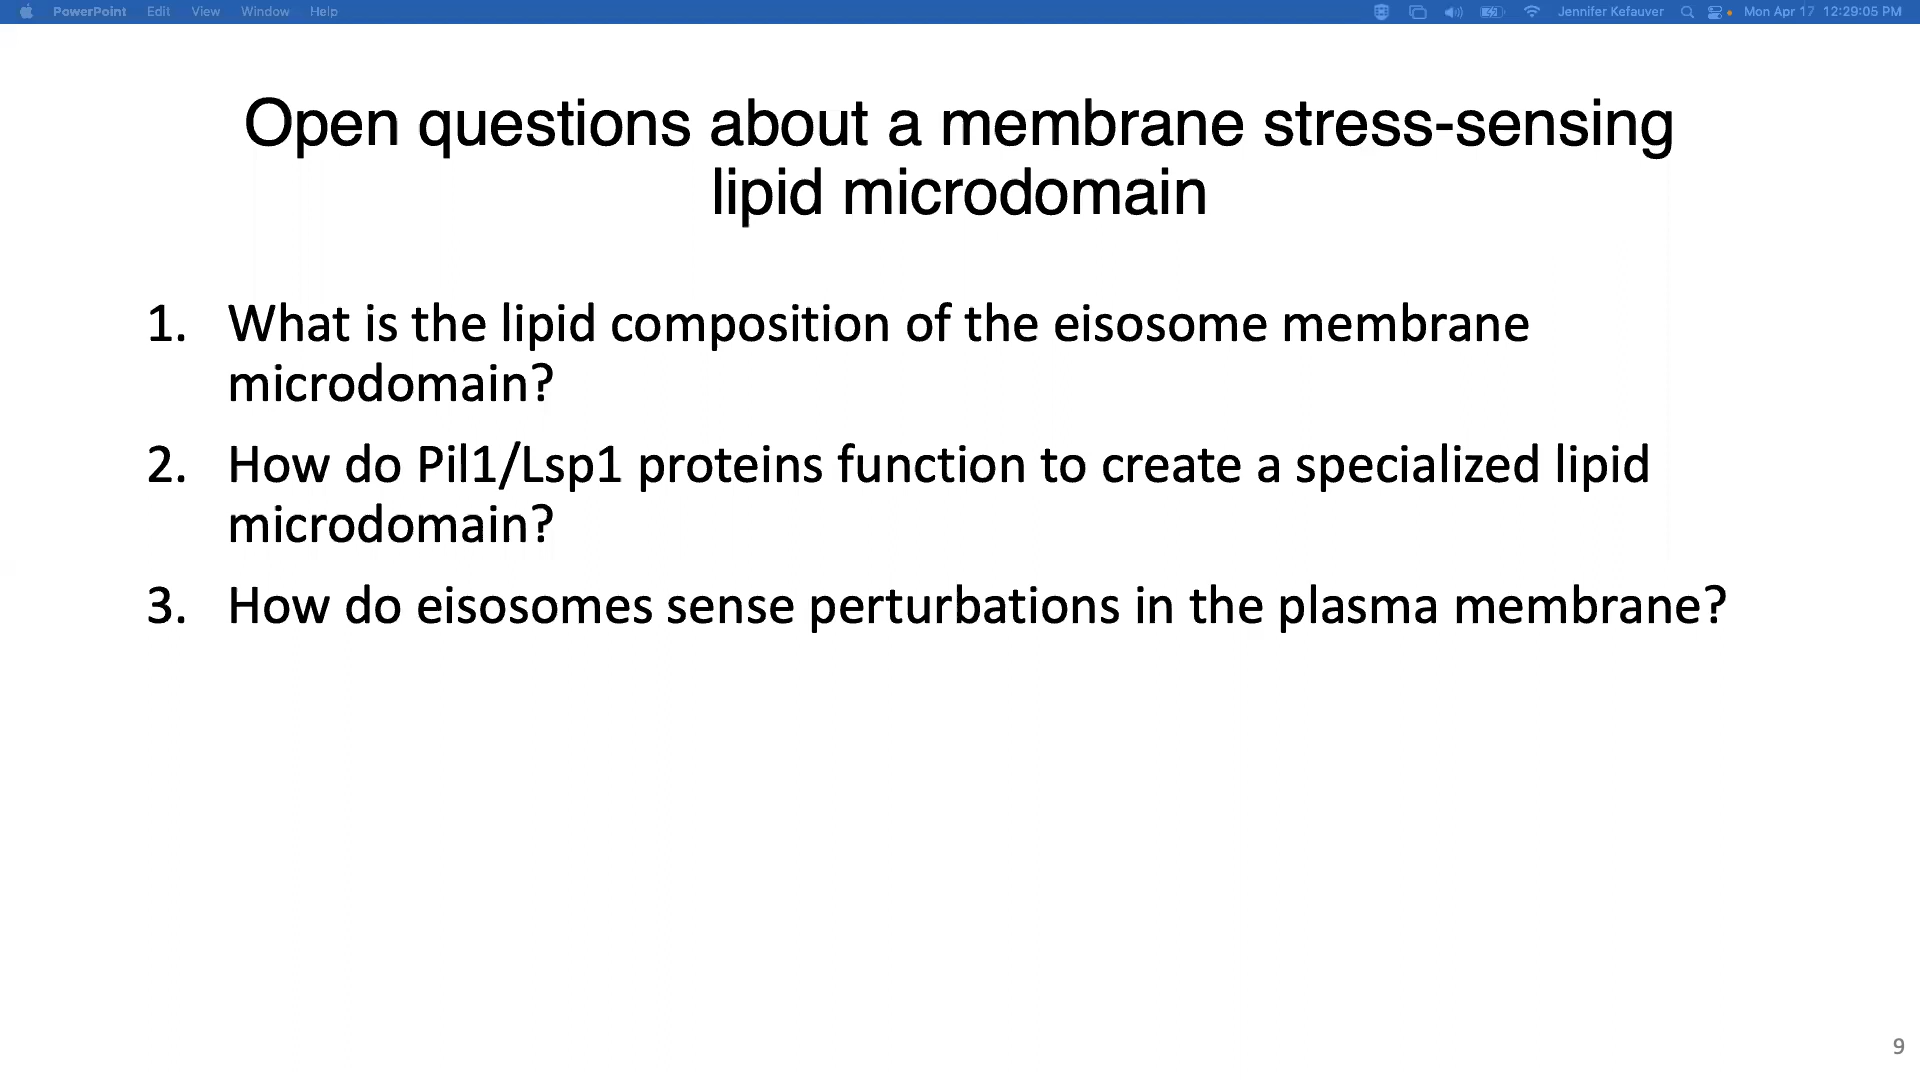 PowerPoint Edit View Window Help Jennifer Kefauver Mon Apr 17 12:29:05 PM
Open questions about a membrane stress-sensing
lipid microdomain
1. What is the lipid composition of the eisosome membrane
microdomain?
2. How do Pil1/Lsp1 proteins function to create a specialized lipid
microdomain?
3. How do eisosomes sense perturbations in the plasma membrane?
9